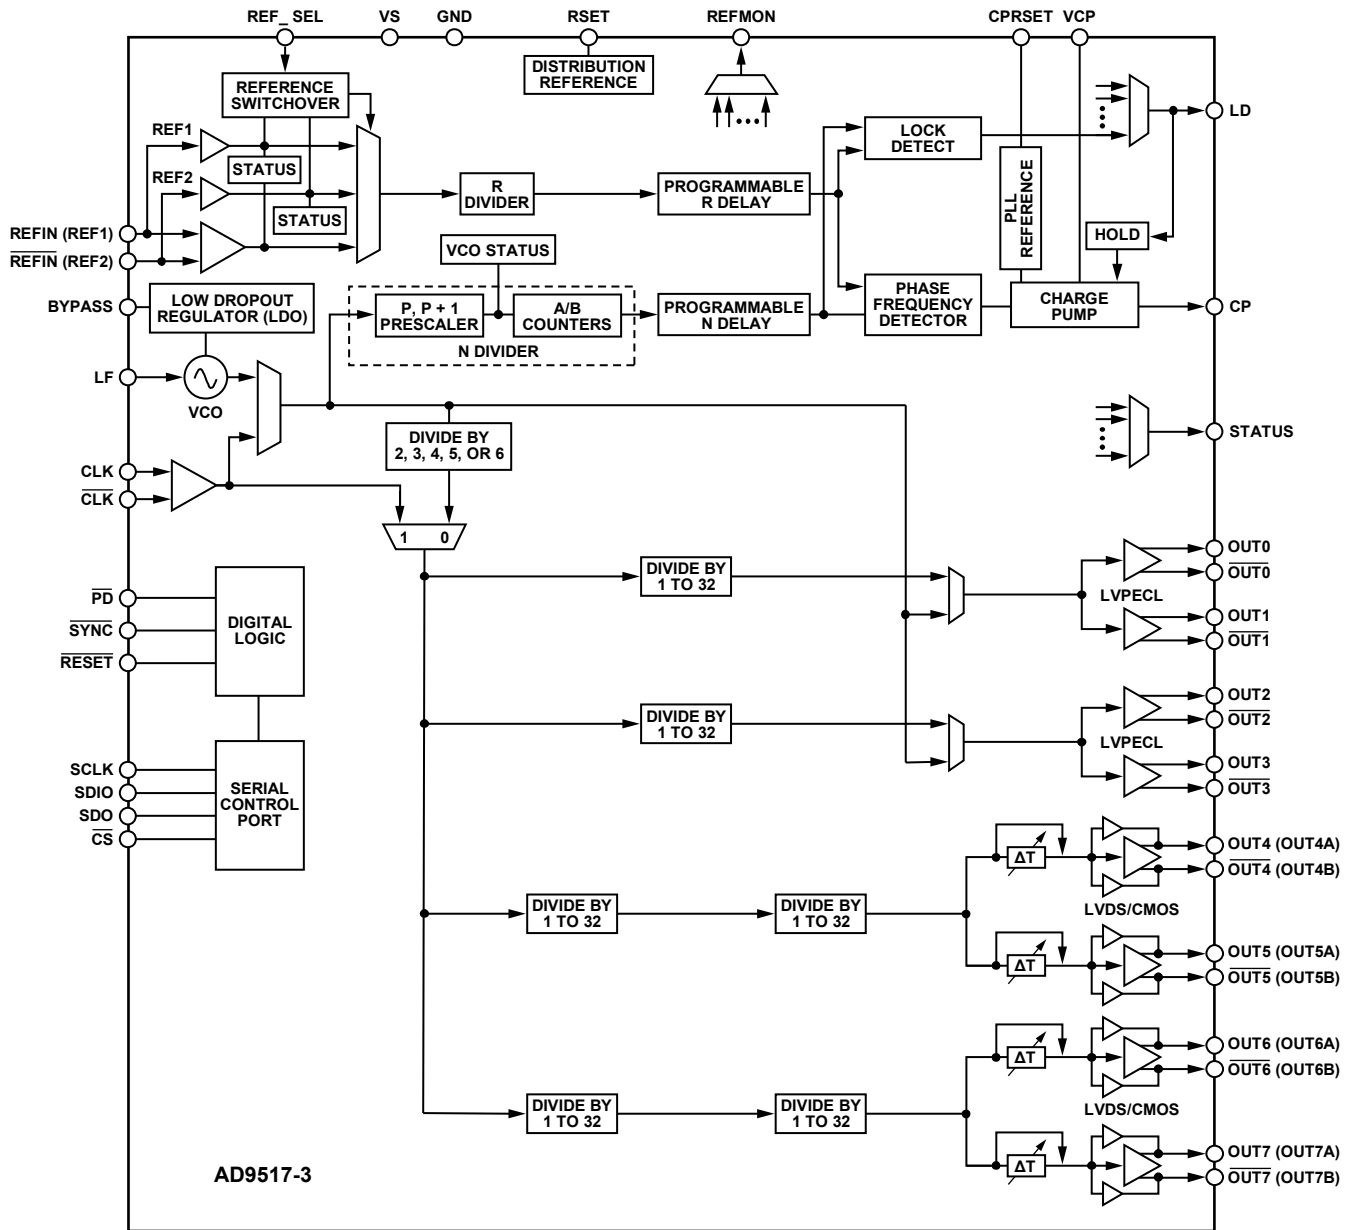 REF_ SEL
VS
GND
RSET
REFMON
CPRSET
VCP
DISTRIBUTION
REFERENCE
REFERENCE
SWITCHOVER
LD
REF1
STATUS
REF2
STATUS
LOCK
DETECT
R
DIVIDER
PROGRAMMABLE
R DELAY
PLL
REFERENCE
HOLD
REFIN (REF1)
REFIN (REF2)
VCO STATUS
BYPASS
LOW DROPOUT
REGULATOR (LDO)
P, P + 1
PRESCALER
A/B
COUNTERS
N DIVIDER
PROGRAMMABLE
N DELAY
PHASE
FREQUENCY
DETECTOR
CHARGE
PUMP
CP
LF
VCO
STATUS
DIVIDE BY
2, 3, 4, 5, OR 6
CLK
CLK
1
0
OUT0
OUT0
DIVIDE BY
1 TO 32
LVPECL
OUT1
OUT1
PD
SYNC
RESET
DIGITAL
LOGIC
OUT2
OUT2
DIVIDE BY
1 TO 32
LVPECL
OUT3
OUT3
SCLK
SDIO
SDO
CS
SERIAL
CONTROL
PORT
ΔT
OUT4 (OUT4A)
OUT4 (OUT4B)
DIVIDE BY
1 TO 32
DIVIDE BY
1 TO 32
LVDS/CMOS
ΔT
OUT5 (OUT5A)
OUT5 (OUT5B)
ΔT
OUT6 (OUT6A)
OUT6 (OUT6B)
DIVIDE BY
1 TO 32
DIVIDE BY
1 TO 32
LVDS/CMOS
ΔT
OUT7 (OUT7A)
OUT7 (OUT7B)
AD9517-3